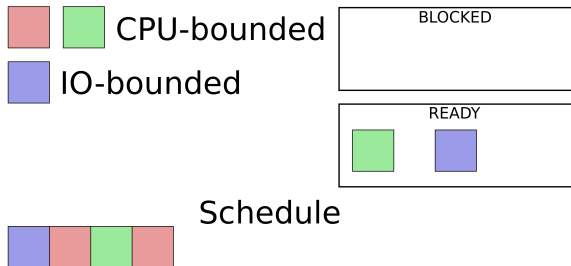 CPU-bounded
IO-bounded
BLOCKED
READY
Schedule